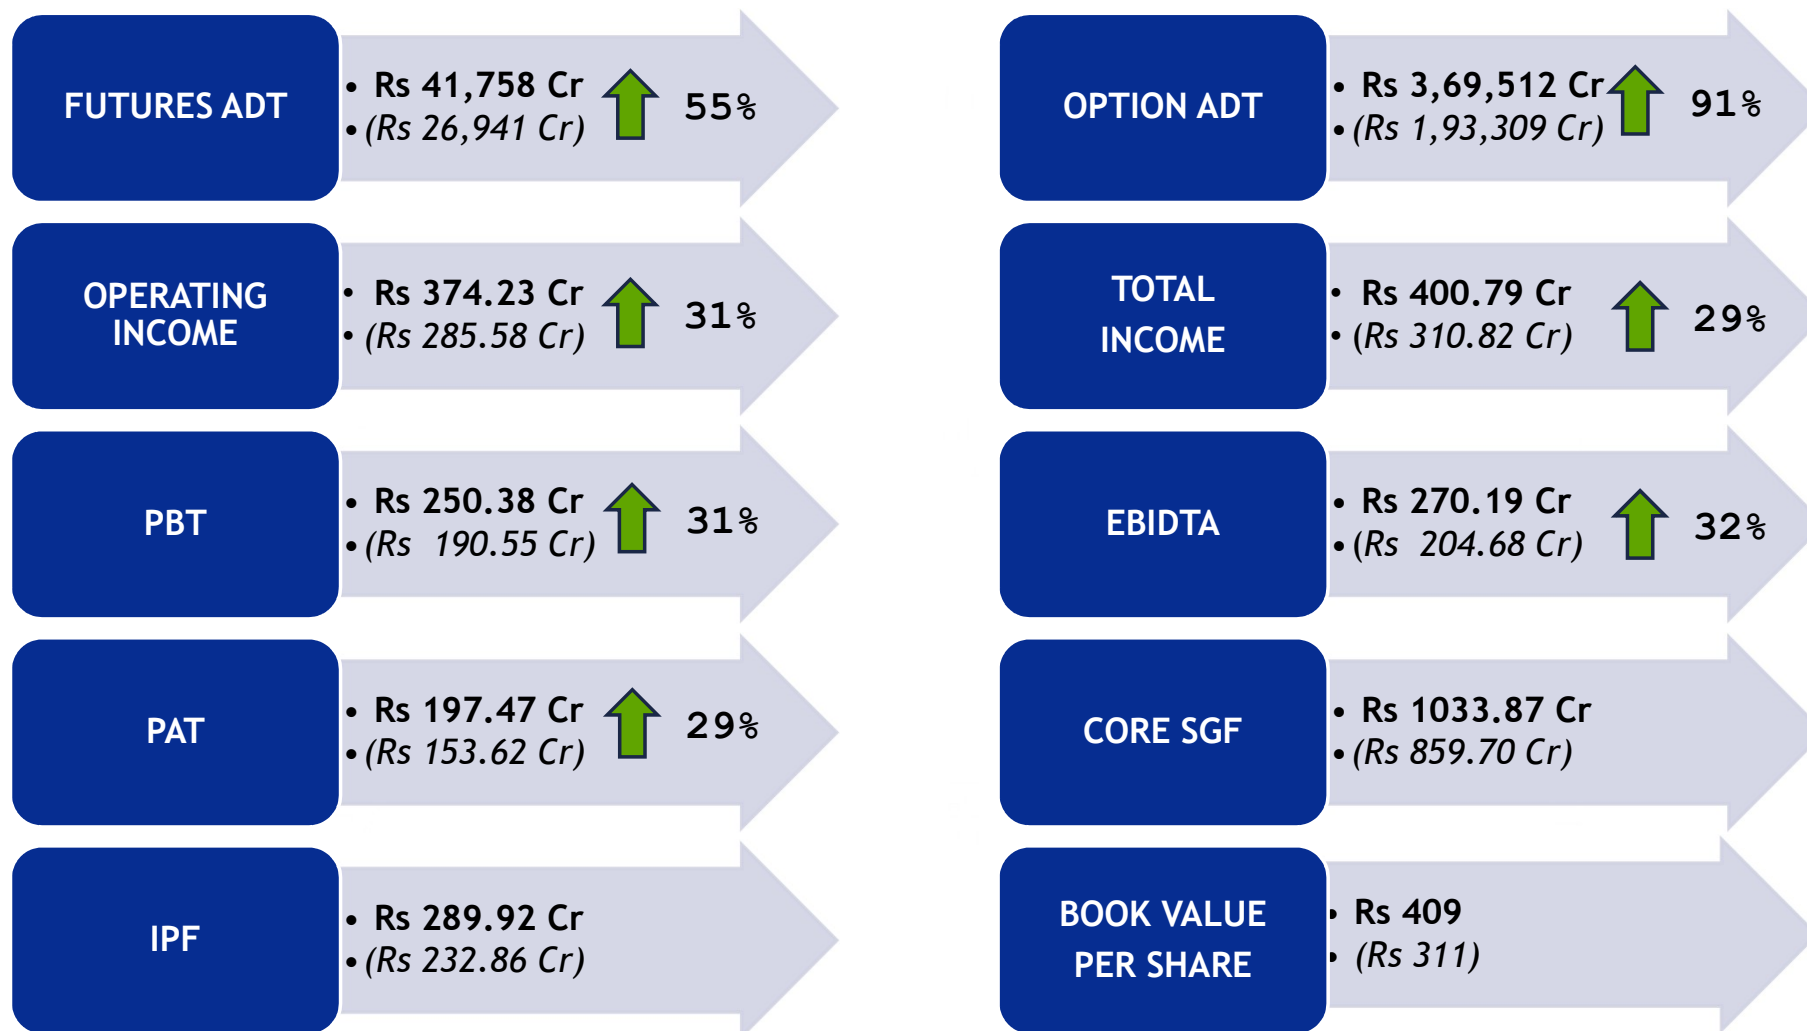 FUTURES ADT
• Rs 41,758 Cr
• (Rs 26,941 Cr)
55%
OPTION ADT
• Rs 3,69,512 Cr
• (Rs 1,93,309 Cr)
91%
OPERATING
INCOME
• Rs 374.23 Cr
• (Rs 285.58 Cr)
31%
TOTAL
INCOME
• Rs 400.79 Cr
• (Rs 310.82 Cr)
29%
PBT
• Rs 250.38 Cr
• (Rs 190.55 Cr)
31%
EBIDTA
• Rs 270.19 Cr
• (Rs 204.68 Cr)
32%
PAT
• Rs 197.47 Cr
• (Rs 153.62 Cr)
29%
CORE SGF
• Rs 1033.87 Cr
• (Rs 859.70 Cr)
IPF
• Rs 289.92 Cr
• (Rs 232.86 Cr)
BOOK VALUE
PER SHARE
• Rs 409
• (Rs 311)